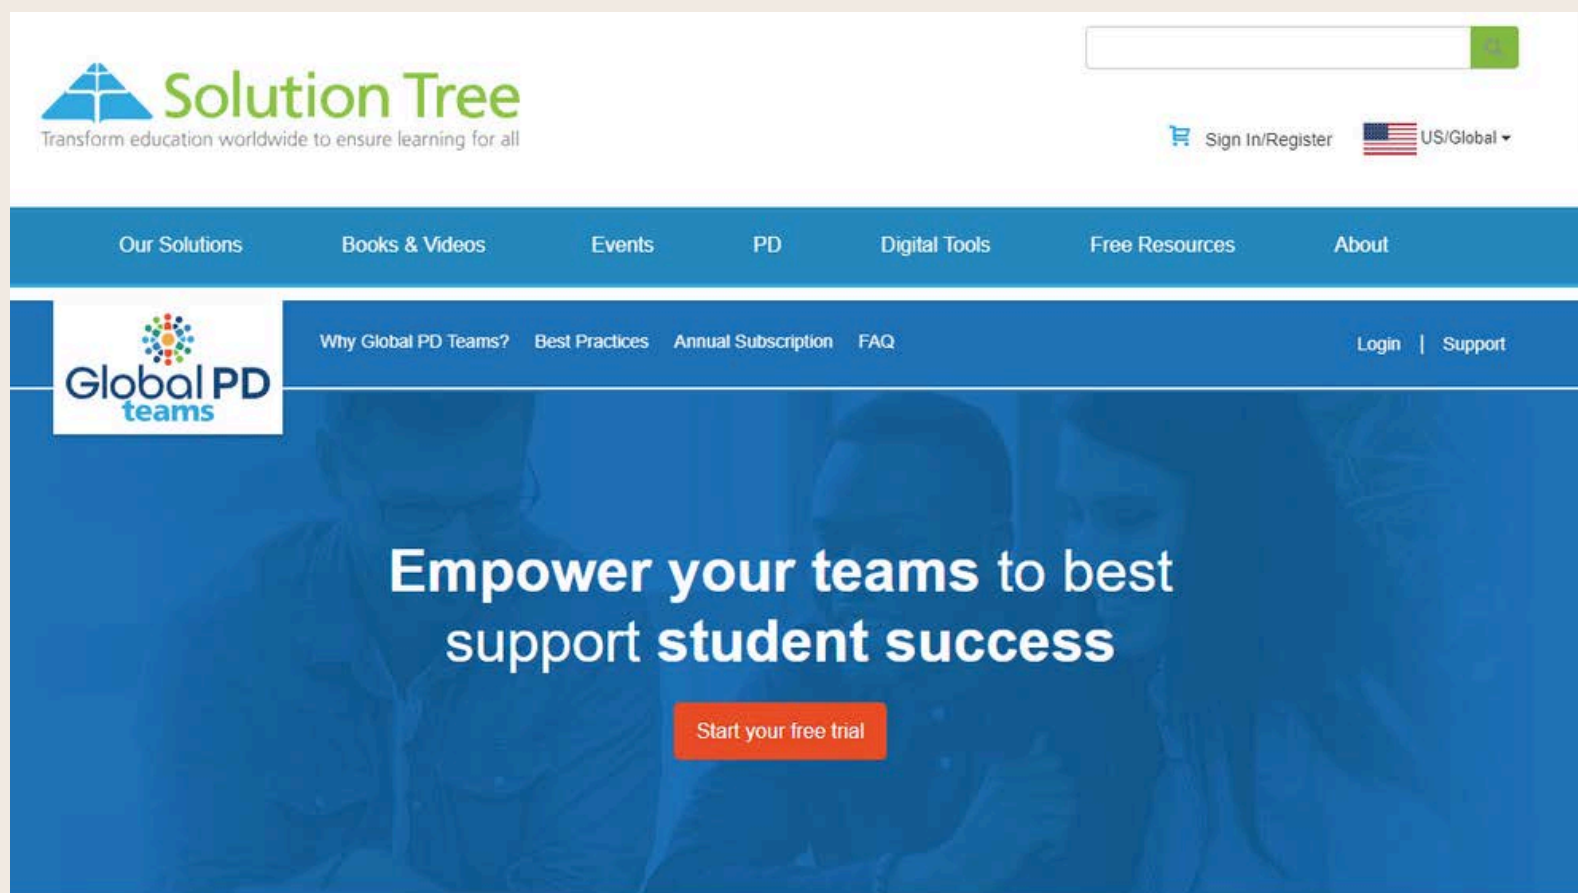 Solution Tree
Transform education worldwide to ensure learning for all
Sign In/Register
US/Global
Our Solutions
Books & Videos
Events
PD
Digital Tools
Free Resources
About
Global PD
teams
Why Global PD Teams?
Best Practices
Annual Subscription
FAQ
Login | Support
Empower your teams to best
support student success
Start your free trial